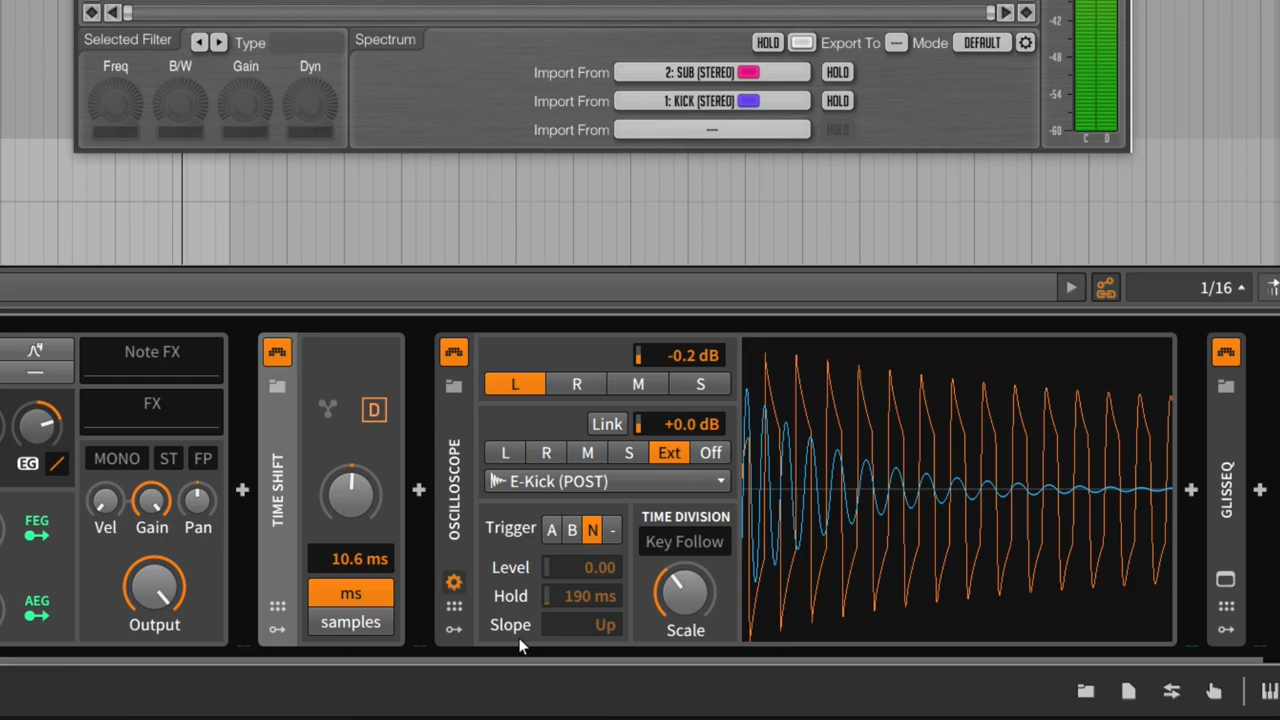 Selected Filter
Type
Spectrum
HOLD
Export To
---
Mode
DEFAULT
-42
-48
-54
-60
C D
Freq
B/W
Gain
Dyn
Import From
2: SUB (STEREO)
HOLD
Import From
1: KICK (STEREO)
HOLD
Import From
---
HOLD
1/16
Note FX
FX
EG
MONO
ST
FP
Vel
Gain
Pan
FEG
AEG
Output
TIME SHIFT
D
10.6 ms
ms
samples
OSCILLOSCOPE
-0.2 dB
L
R
M
S
Link
+0.0 dB
L
R
M
S
Ext
Off
E-Kick (POST)
Trigger
A
B
N
-
Level
0.00
Hold
190 ms
Slope
Up
TIME DIVISION
Key Follow
Scale
GLISSEQ